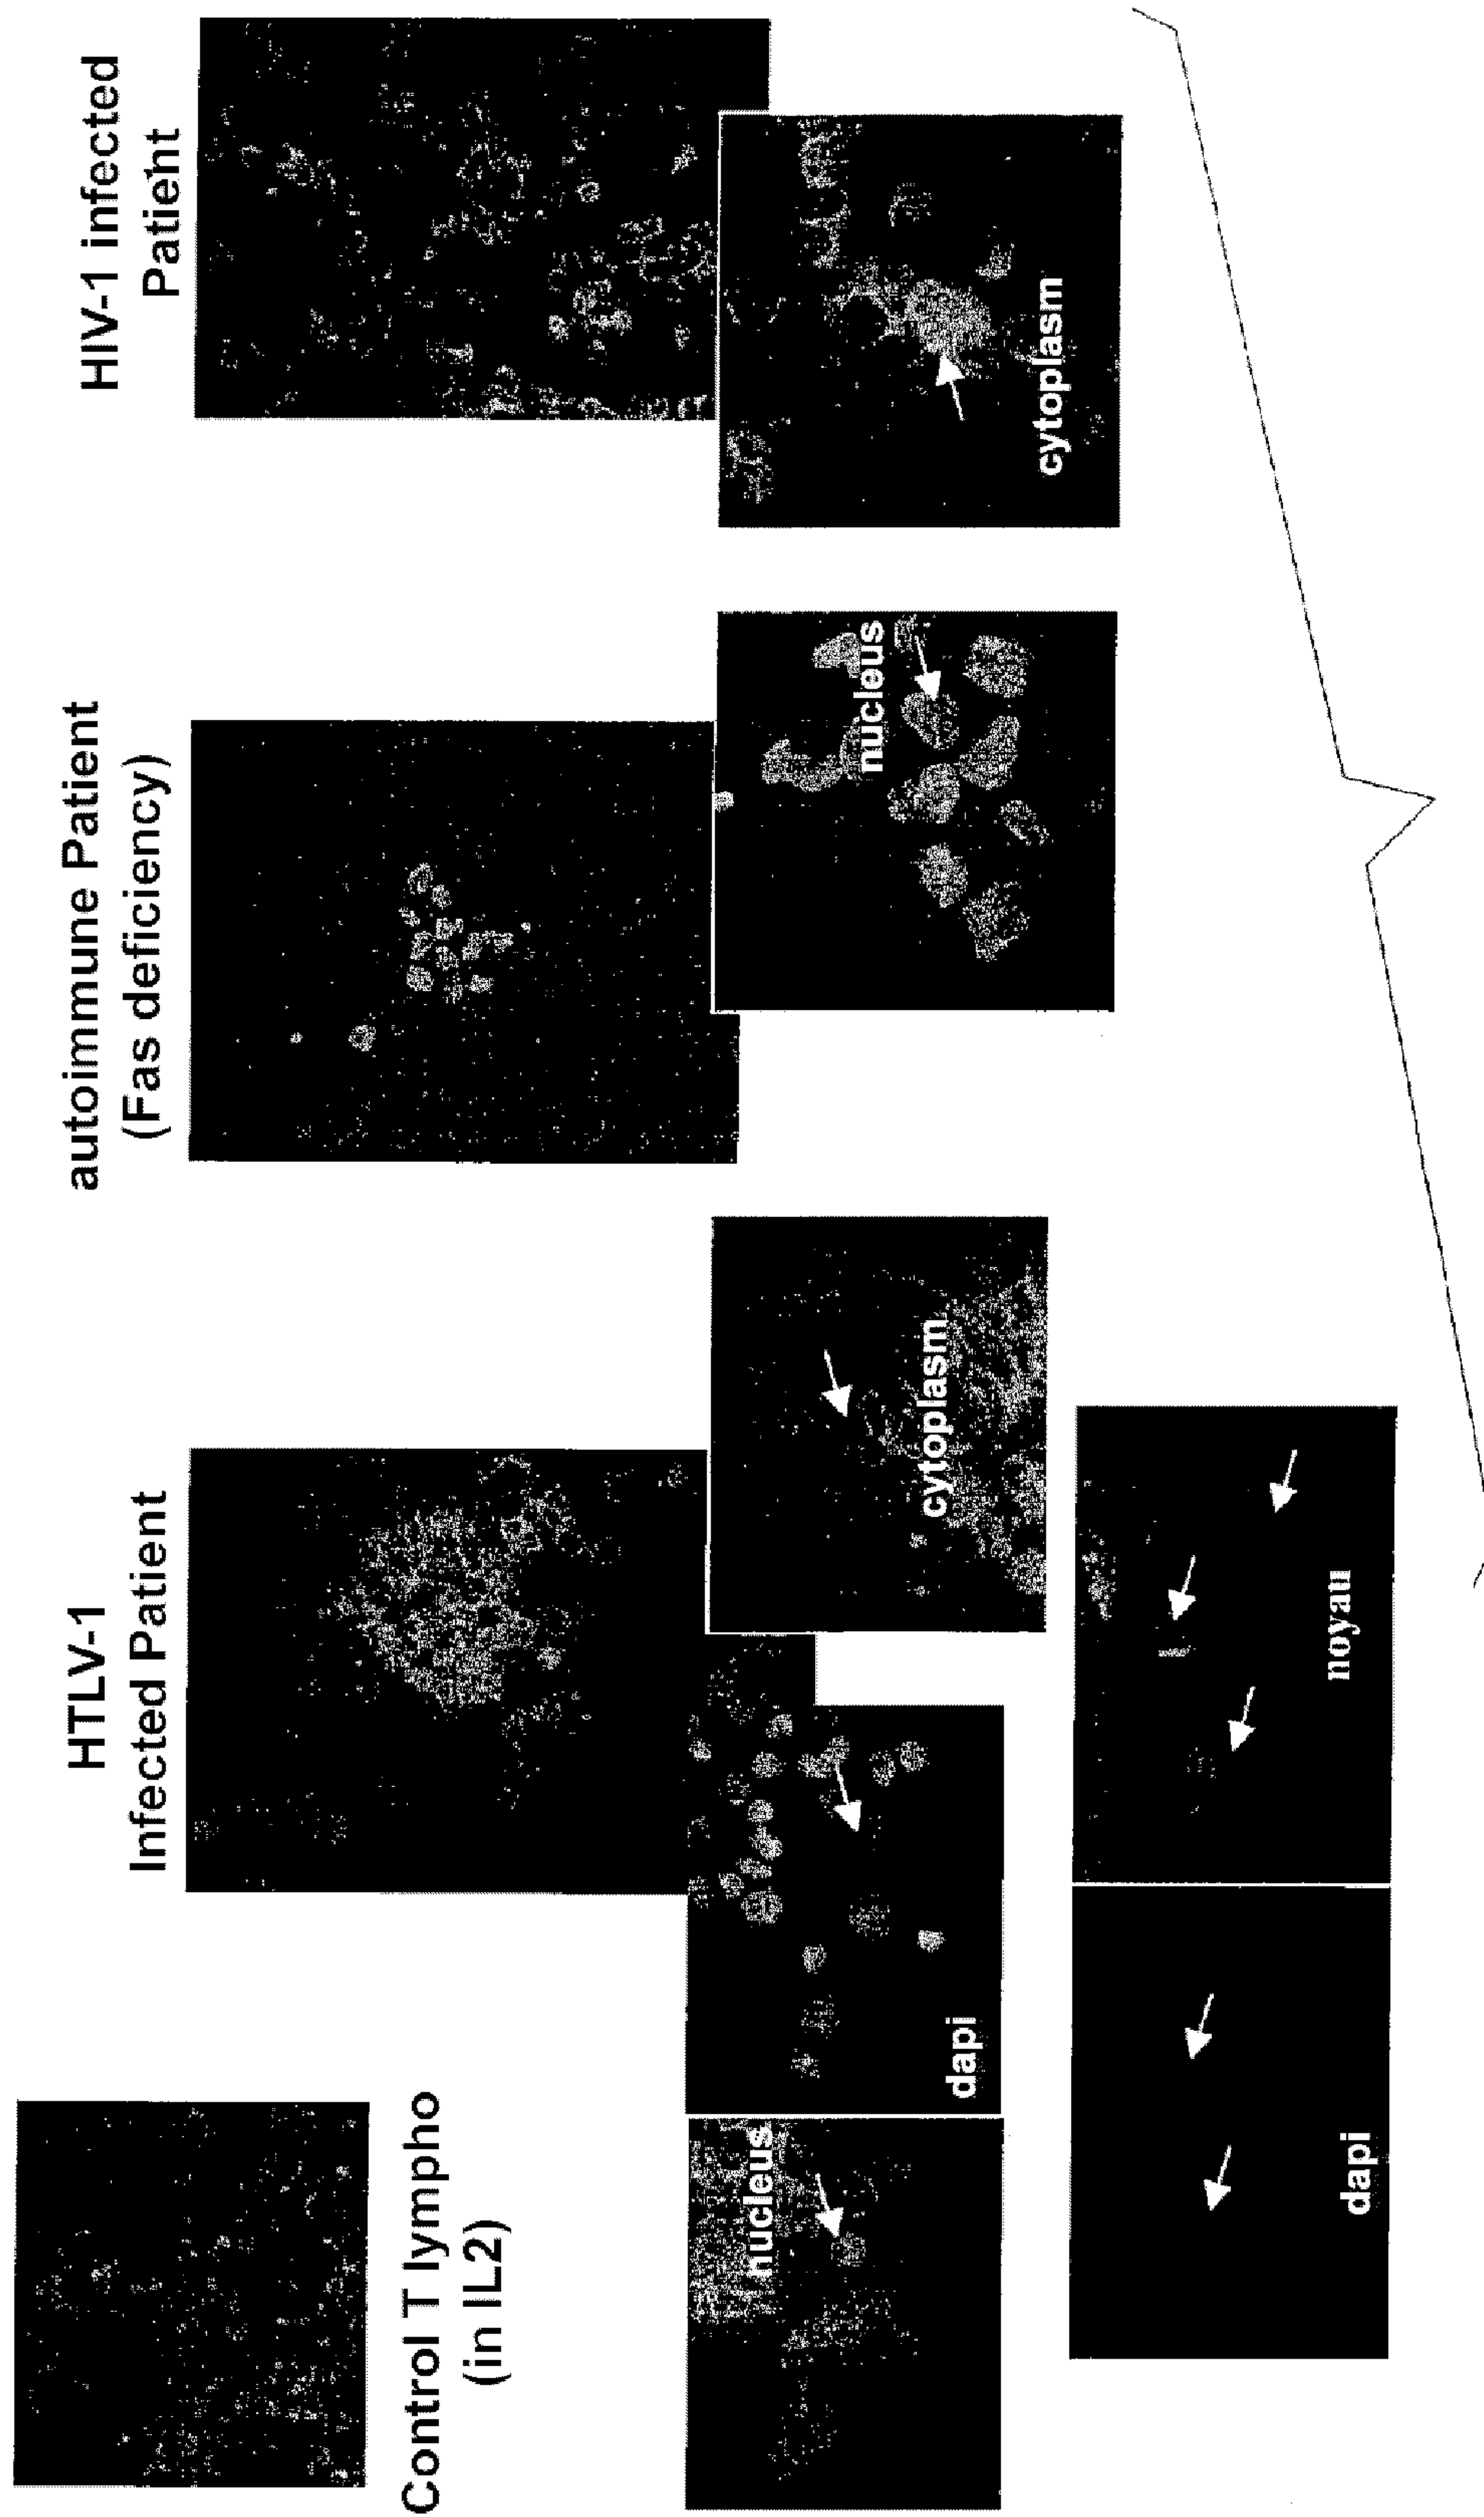 HTLV-1
Infected Patient
autoimmune Patient
(Fas deficiency)
HIV-1 infected
Patient
Control T lympho
(in IL2)
nucleus
dapi
cytoplasm
nucleus
cytoplasm
dapi
noyau